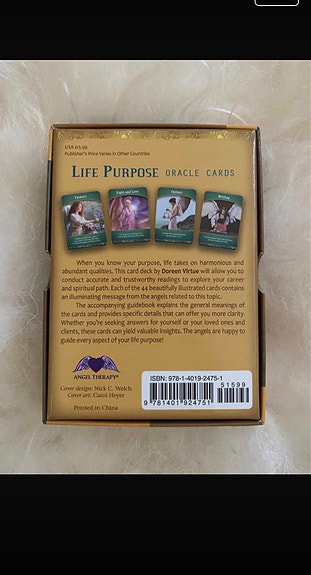 USA $15.99
Publisher's Price Varies in Other Countries
LIFE PURPOSE ORACLE CARDS
Healer
Writing
When you know your purpose, life takes on harmonious and
abundant qualities. This card deck by Doreen Virtue will allow you to
conduct accurate and trustworthy readings to explore your career
and spiritual path. Each of the 44 beautifully illustrated cards contains
an illuminating message from the angels related to this topic.
The accompanying guidebook explains the general meanings of
the cards and provides specific details that can offer you more clarity.
Whether you're seeking answers for yourself or your loved ones and
clients, these cards can yield valuable insights. The angels are happy to
guide every aspect of your life purpose!
ANGEL THERAPY®
Cover design: Nick C. Welch
Cover art: Carol Heyer
Printed in China
ISBN: 978-1-4019-2475-1
51599
9 781401 924751